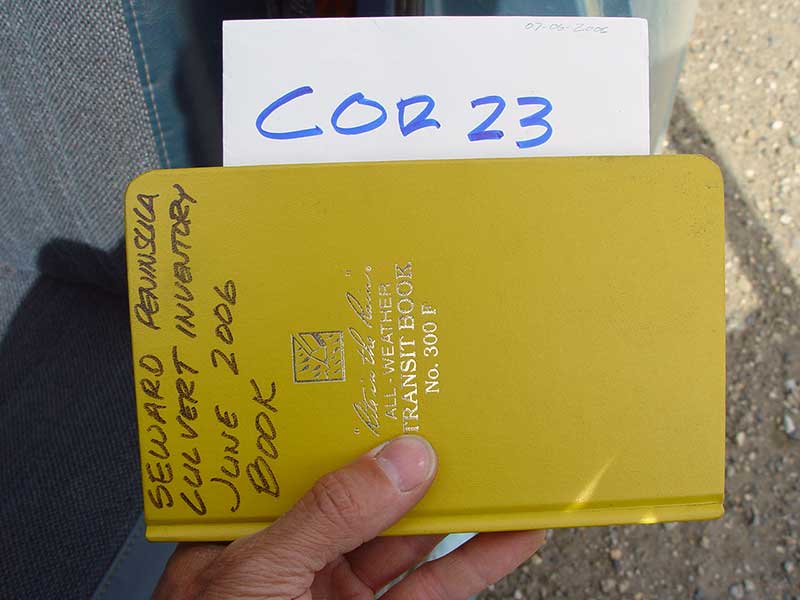 07-06-2006
COR 23
SEWARD PENINSULA
CULVERT INVENTORY
JUNE 2006
BOOK
"Rite in the Rain"®
ALL-WEATHER
TRANSIT BOOK
No. 300 F